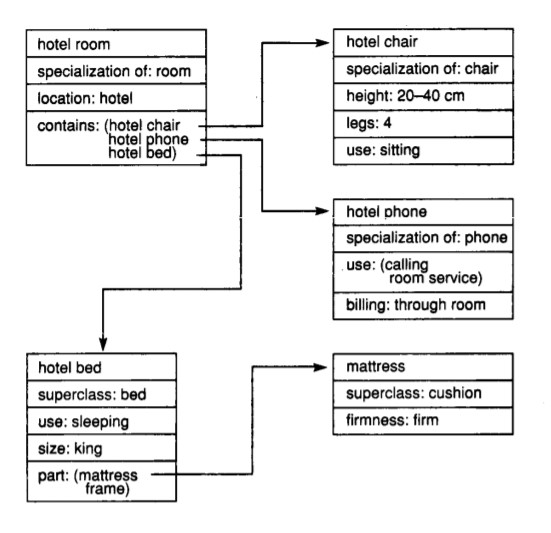 hotel room
specialization of: room
location: hotel
contains: (hotel chair
hotel phone
hotel bed)
hotel chair
specialization of: chair
height: 20–40 cm
legs: 4
use: sitting
hotel phone
specialization of: phone
use: (calling
room service)
billing: through room
hotel bed
superclass: bed
use: sleeping
size: king
part: (mattress
frame)
mattress
superclass: cushion
firmness: firm